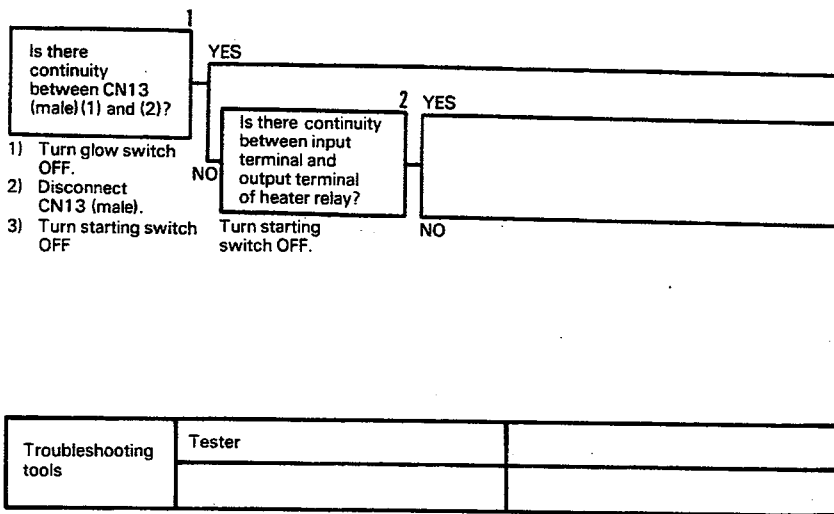 1
Is there
continuity
between CN13
(male)(1) and (2)?
YES
1) Turn glow switch
OFF.
2) Disconnect
CN13 (male).
3) Turn starting switch
OFF
NO
2
Is there continuity
between input
terminal and
output terminal
of heater relay?
Turn starting
switch OFF.
YES
NO
Troubleshooting
tools
Tester